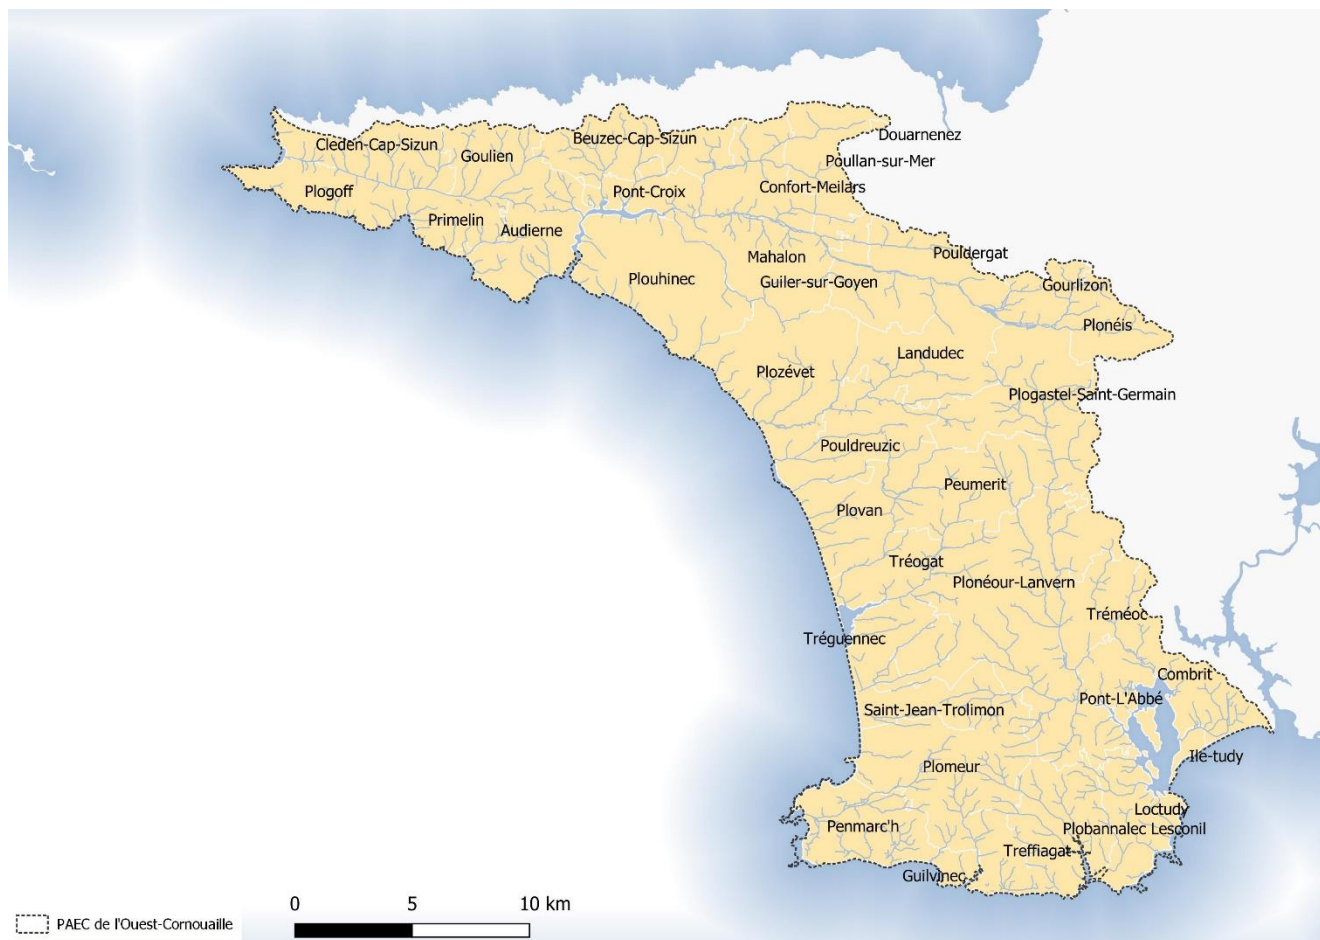 Douarnenez
Cleden-Cap-Sizun
Beuzec-Cap-Sizun
Goulien
Poullan-sur-Mer
Plogoff
Pont-Croix
Confort-Meilars
Primelin
Audierne
Pouldergat
Mahalon
Plouhinec
Guiler-sur-Goyen
Gourlizon
Plonéis
Landudec
Plozévet
Plogastel-Saint-Germain
Pouldreuzic
Peumerit
Plovan
Tréogat
Plonéour-Lanvern
Tréméoc
Tréguennec
Combrit
Pont-L'Abbé
Saint-Jean-Trolimon
Ile-tudy
Plomeur
Loctudy
Penmarc'h
Plobannalec Lesconil
Treffiagat
Guilvinec
0 5 10 km
PAEC de l'Ouest-Cornouaille